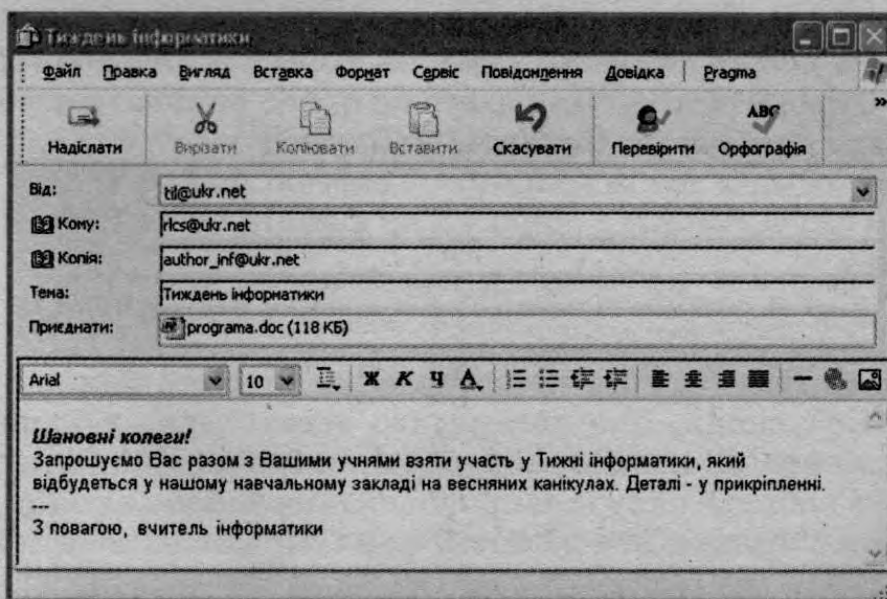 Тиждень інформатики
Файл Правка Вигляд Вставка Формат Сервіс Повідомлення Довідка Pragma
Надіслати Вирізати Копіювати Вставити Скасувати Перевірити ABC Орфографія »
Від: til@ukr.net
Кому: rlcs@ukr.net
Копія: author_inf@ukr.net
Тема: Тиждень інформатики
Приєднати: programa.doc (118 КБ)
Arial 10 Ж К Ч А
Шановні колеги!
Запрошуємо Вас разом з Вашими учнями взяти участь у Тижні інформатики, який
відбудеться у нашому навчальному закладі на весняних канікулах. Деталі - у прикріпленні.
---
З повагою, вчитель інформатики